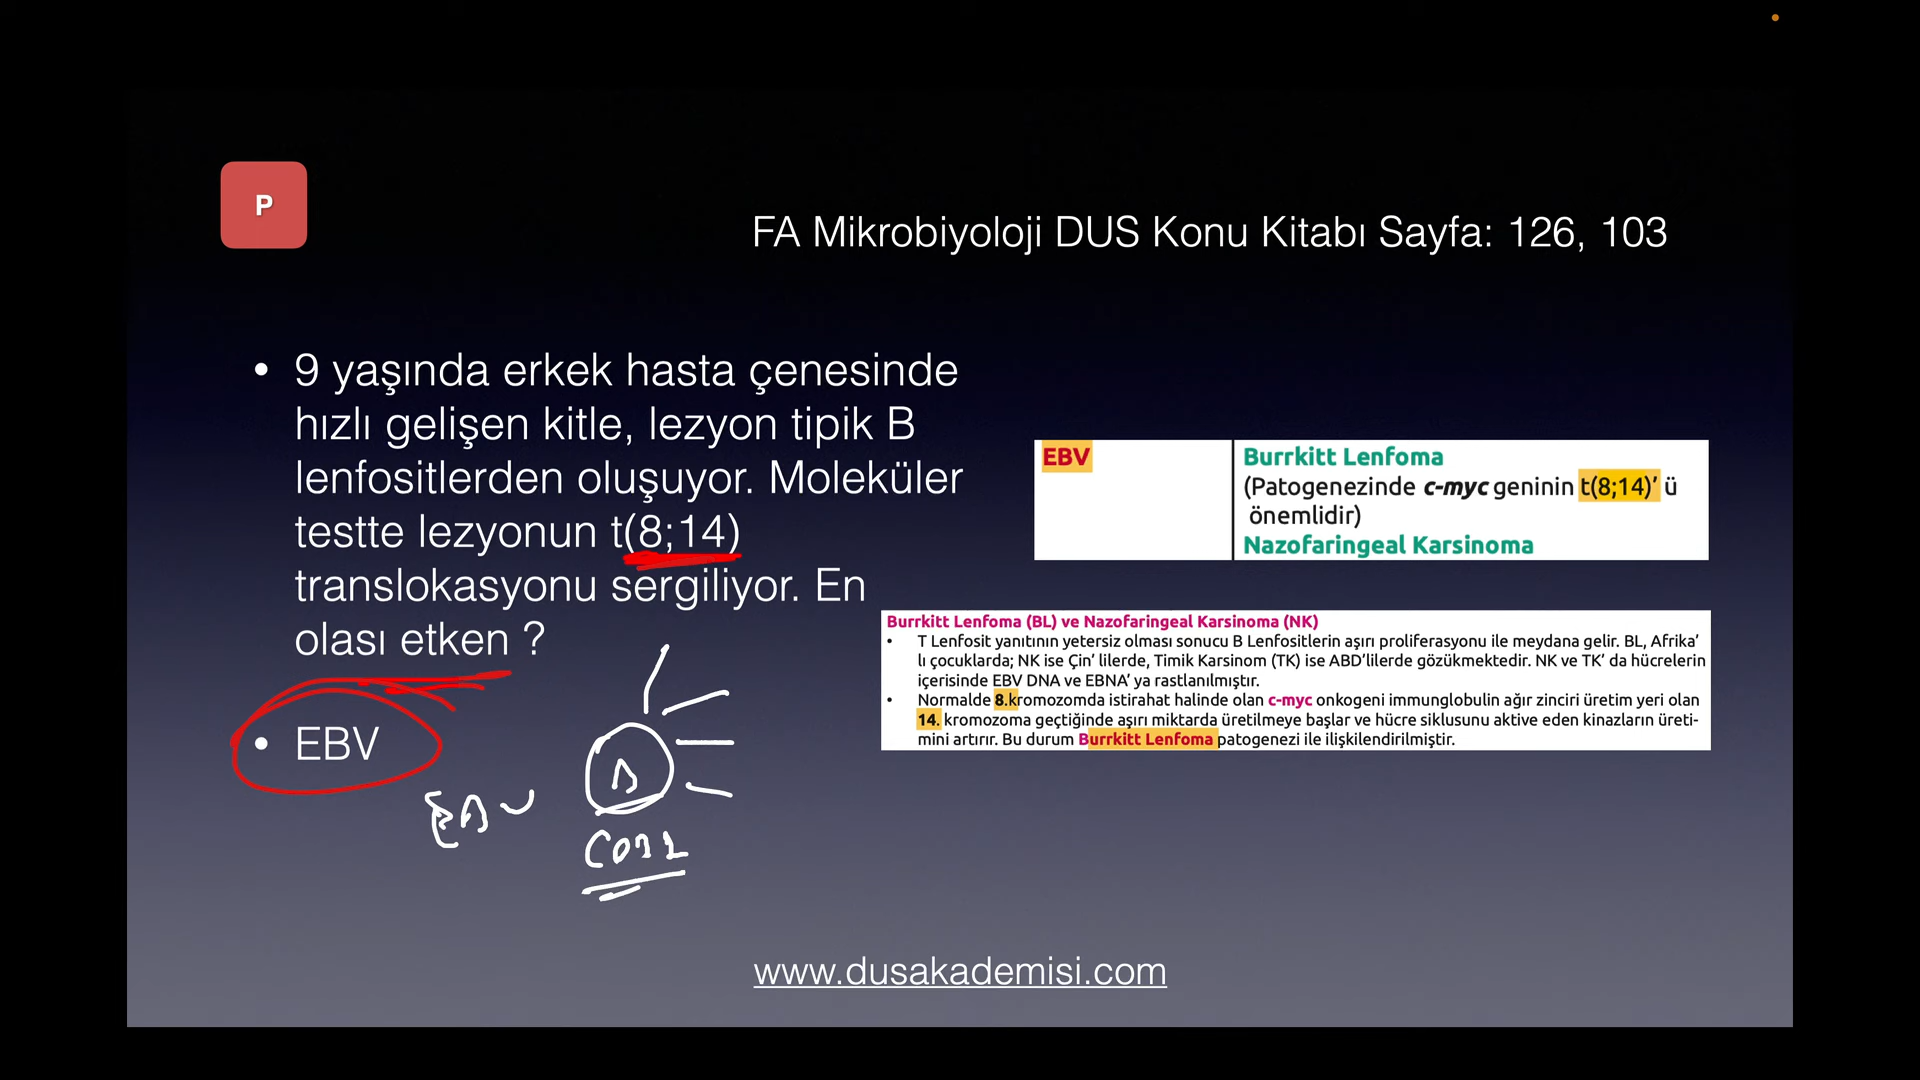 P
FA Mikrobiyoloji DUS Konu Kitabı Sayfa: 126, 103
• 9 yaşında erkek hasta çenesinde
hızlı gelişen kitle, lezyon tipik B
lenfositlerden oluşuyor. Moleküler
testte lezyonun t(8;14)
translokasyonu sergiliyor. En
olası etken ?
• EBV
EBV
B
EBV
Burrkitt Lenfoma
(Patogenezinde c-myc geninin t(8;14)’ ü
önemlidir)
Nazofaringeal Karsinoma
Burrkitt Lenfoma (BL) ve Nazofaringeal Karsinoma (NK)
• T Lenfosit yanıtının yetersiz olması sonucu B Lenfositlerin aşırı proliferasyonu ile meydana gelir. BL, Afrika’
lı çocuklarda; NK ise Çin’ lilerde, Timik Karsinom (TK) ise ABD’lilerde gözükmektedir. NK ve TK’ da hücrelerin
içerisinde EBV DNA ve EBNA’ ya rastlanılmıştır.
• Normalde 8.kromozomda istirahat halinde olan c-myc onkogeni immunglobulin ağır zinciri üretim yeri olan
14. kromozoma geçtiğinde aşırı miktarda üretilmeye başlar ve hücre siklusunu aktive eden kinazların üreti-
mini artırır. Bu durum Burrkitt Lenfoma patogenezi ile ilişkilendirilmiştir.
www.dusakademisi.com